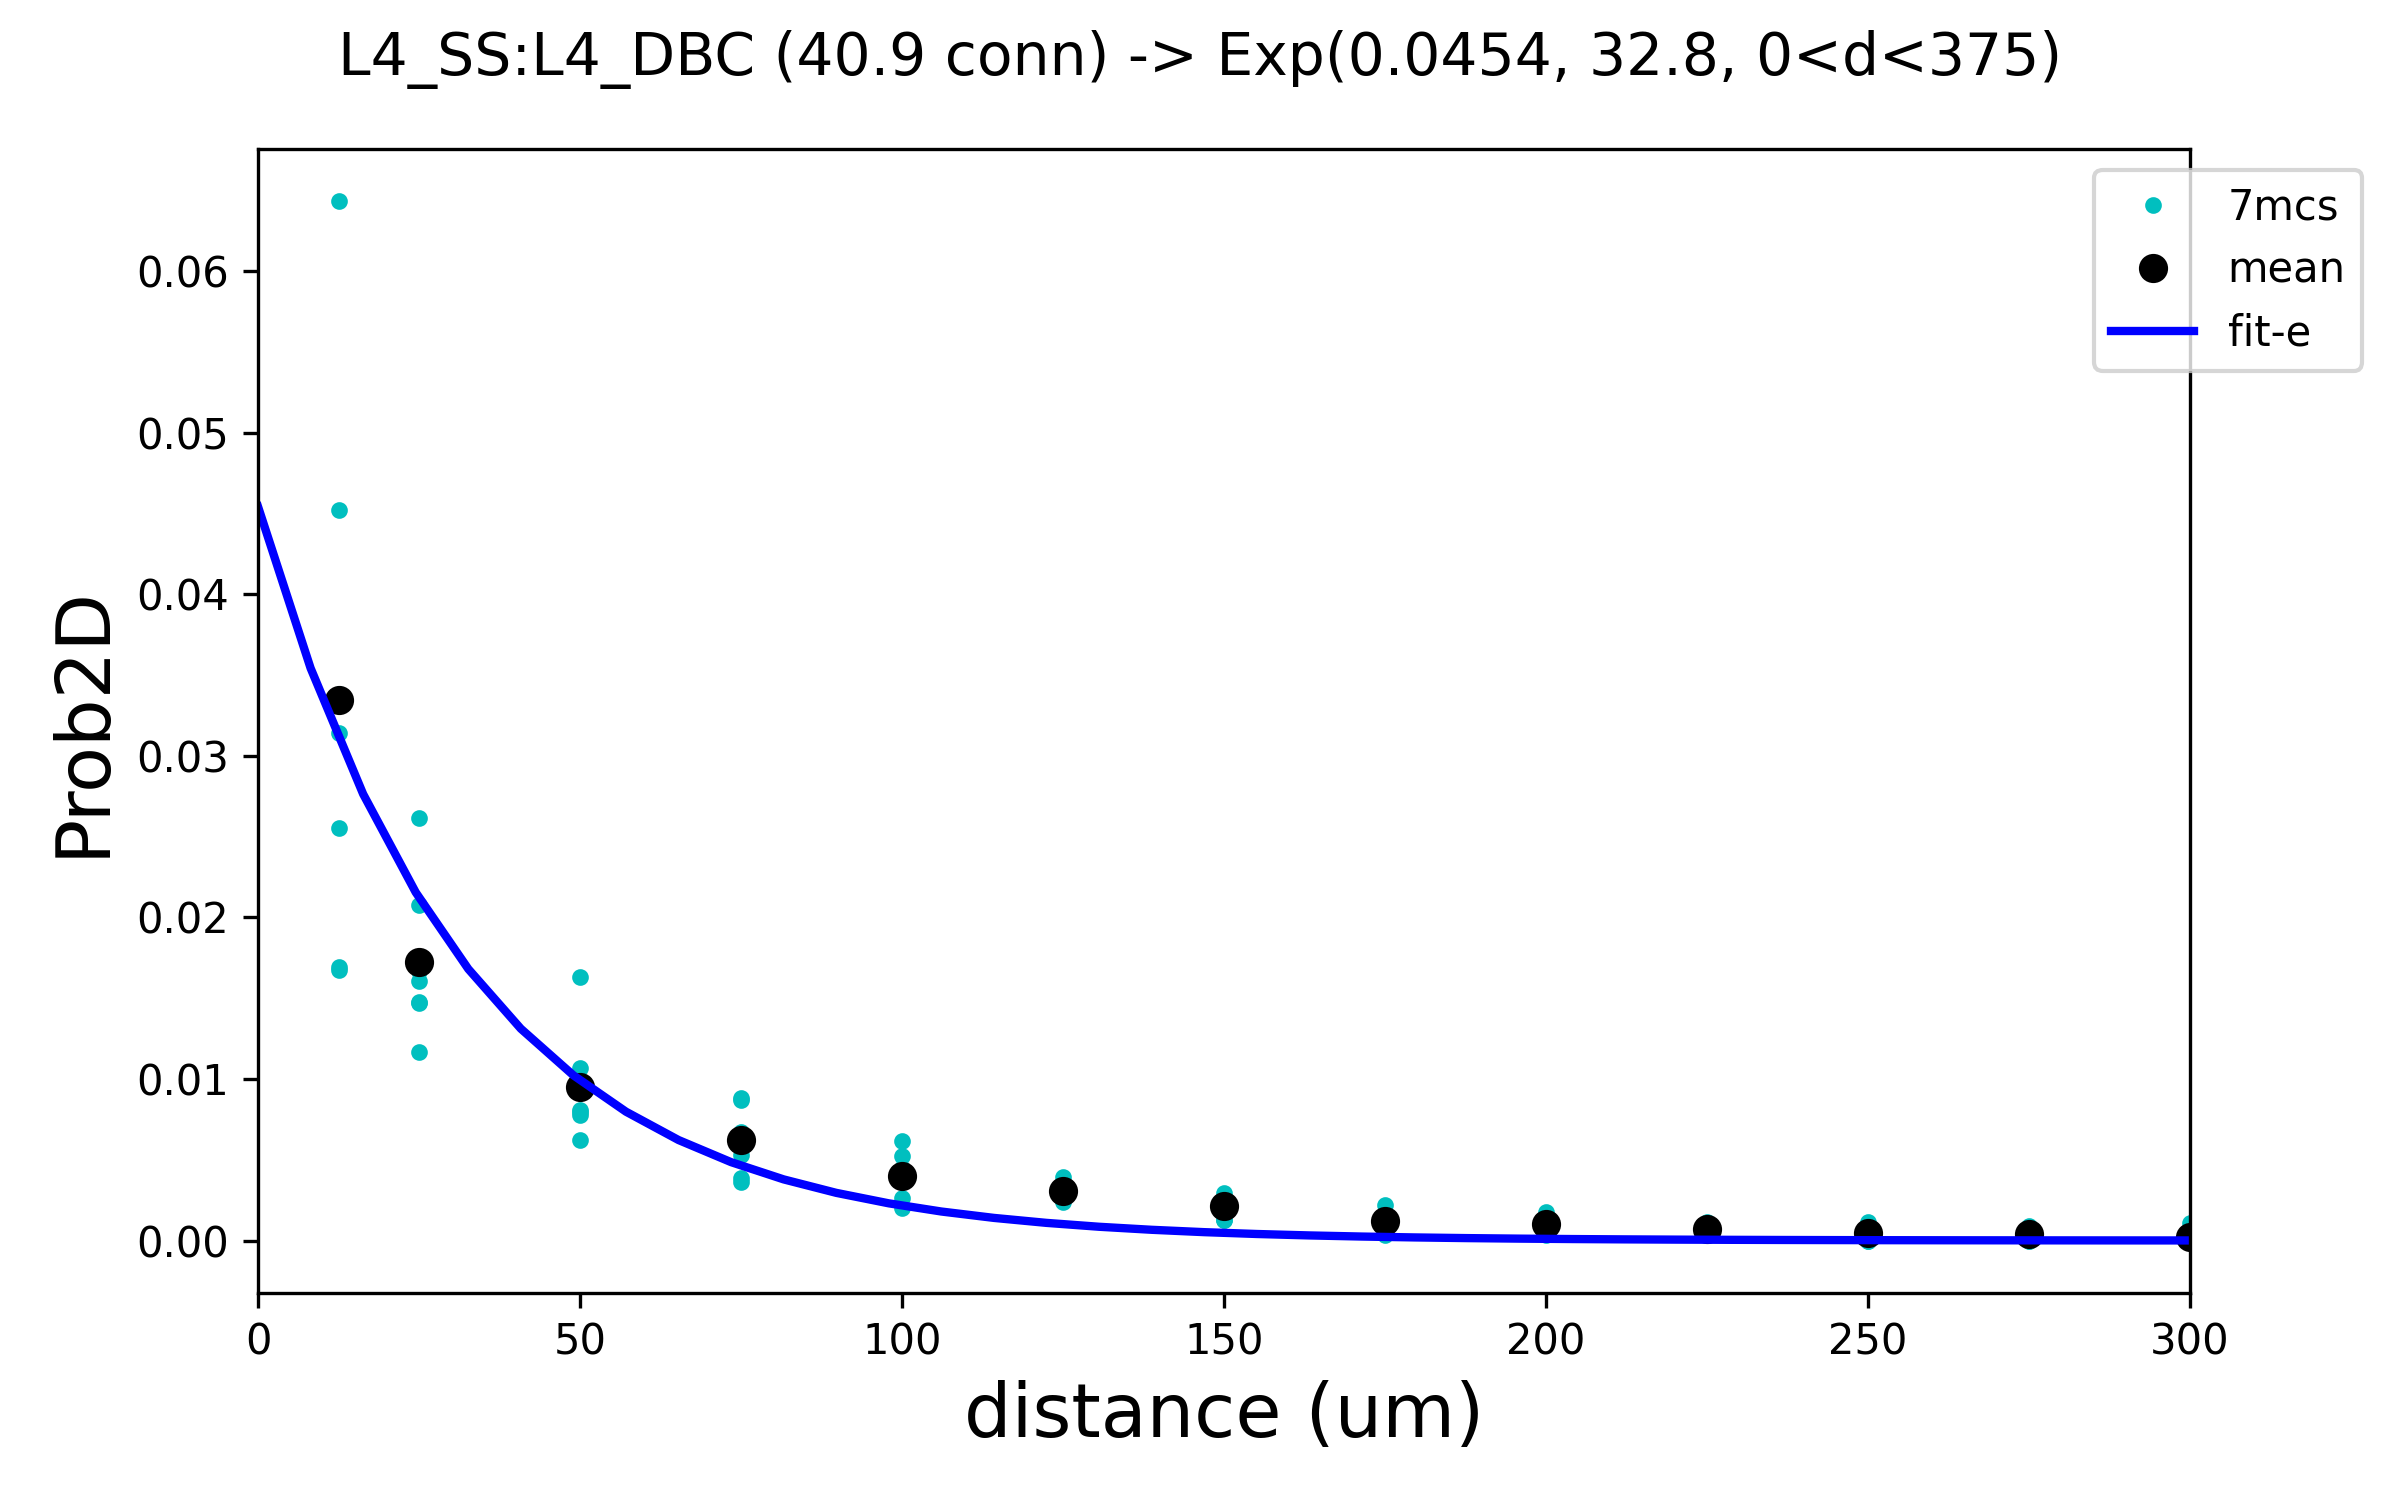 L4_SS:L4_DBC (40.9 conn) -> Exp(0.0454, 32.8, 0<d<375)
7mcs
mean
fit-e
Prob2D
0.06
0.05
0.04
0.03
0.02
0.01
0.00
0 50 100 150 200 250 300
distance (um)